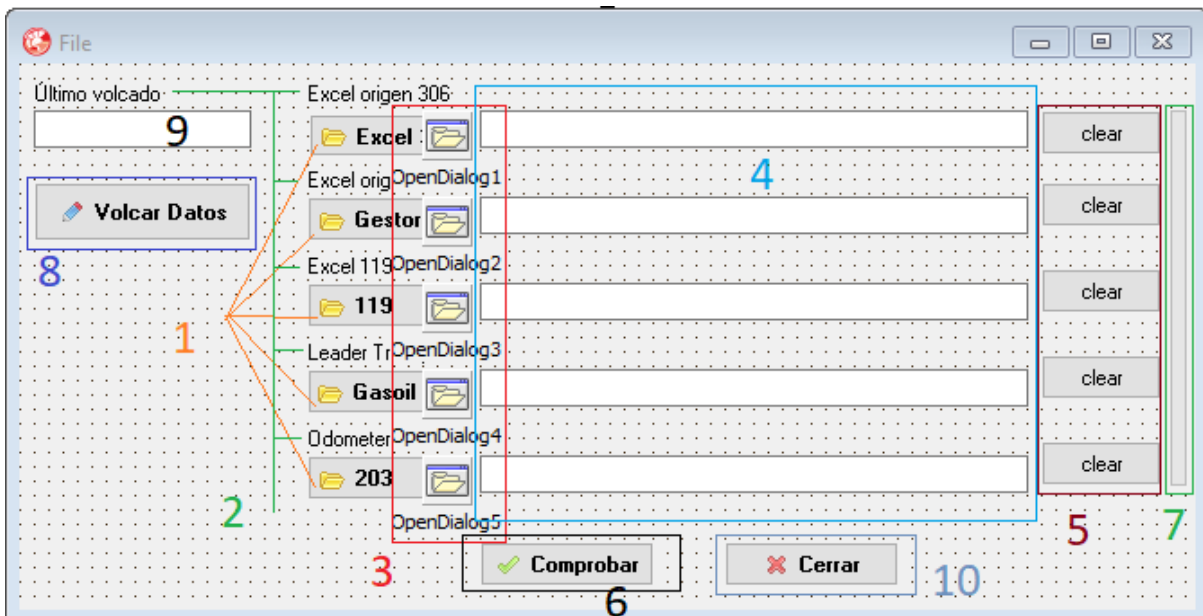 File
Último volcado
Excel origen 306
9
Excel
clear
OpenDialog1
4
Excel orig
Volcar Datos
Gestor
clear
8
Excel 119
OpenDialog2
1
119
clear
Leader Tr
OpenDialog3
Gasoil
clear
Odometer
OpenDialog4
203
clear
2
OpenDialog5
5
7
3
Comprobar
Cerrar
10
6